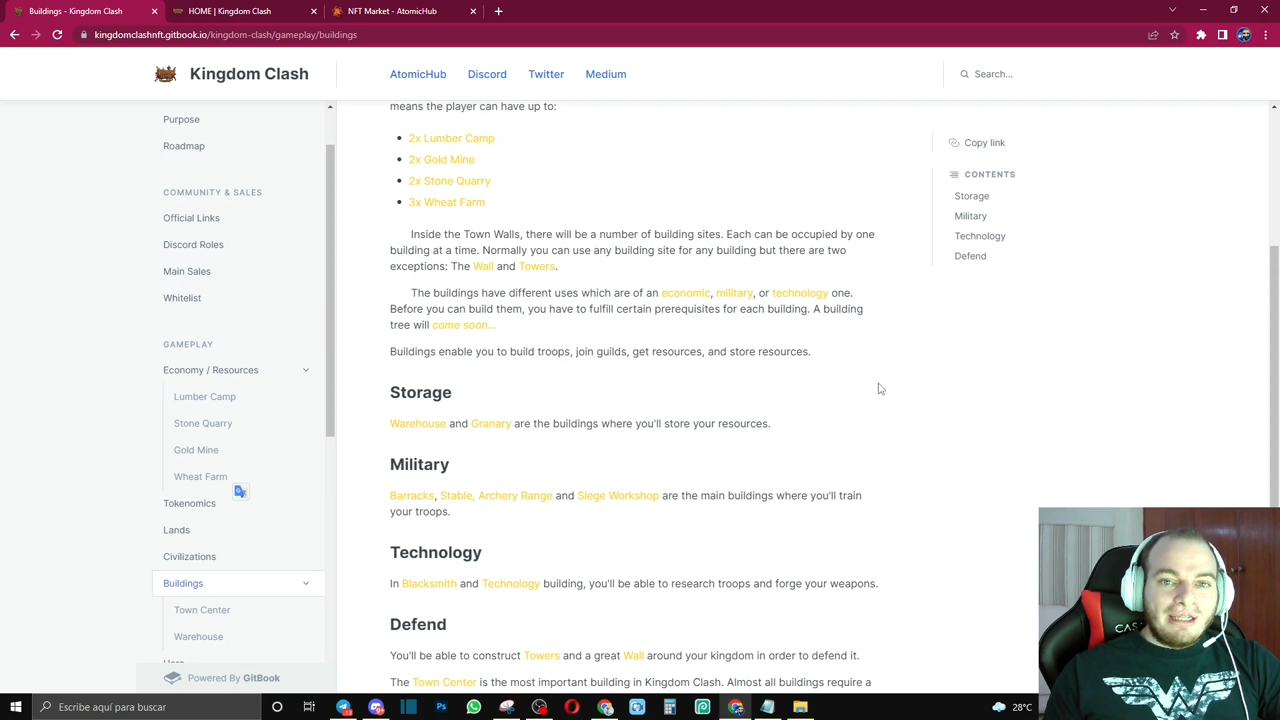 Buildings - Kingdom Clash
HOME | Kingdom Clash
NFT Market - AtomicHub
kingdomclashnft.gitbook.io/kingdom-clash/gameplay/buildings
Kingdom Clash
AtomicHub
Discord
Twitter
Medium
Search...
Purpose
Roadmap
COMMUNITY & SALES
Official Links
Discord Roles
Main Sales
Whitelist
GAMEPLAY
Economy / Resources
Lumber Camp
Stone Quarry
Gold Mine
Wheat Farm
Tokenomics
Lands
Civilizations
Buildings
Town Center
Warehouse
Powered By GitBook
means the player can have up to:
2x Lumber Camp
2x Gold Mine
2x Stone Quarry
3x Wheat Farm
Inside the Town Walls, there will be a number of building sites. Each can be occupied by one
building at a time. Normally you can use any building site for any building but there are two
exceptions: The Wall and Towers.
The buildings have different uses which are of an economic, military, or technology one.
Before you can build them, you have to fulfill certain prerequisites for each building. A building
tree will come soon...
Buildings enable you to build troops, join guilds, get resources, and store resources.
Storage
Warehouse and Granary are the buildings where you'll store your resources.
Military
Barracks, Stable, Archery Range and Siege Workshop are the main buildings where you'll train
your troops.
Technology
In Blacksmith and Technology building, you'll be able to research troops and forge your weapons.
Defend
You'll be able to construct Towers and a great Wall around your kingdom in order to defend it.
The Town Center is the most important building in Kingdom Clash. Almost all buildings require a
Copy link
CONTENTS
Storage
Military
Technology
Defend
Escribe aquí para buscar
28°C